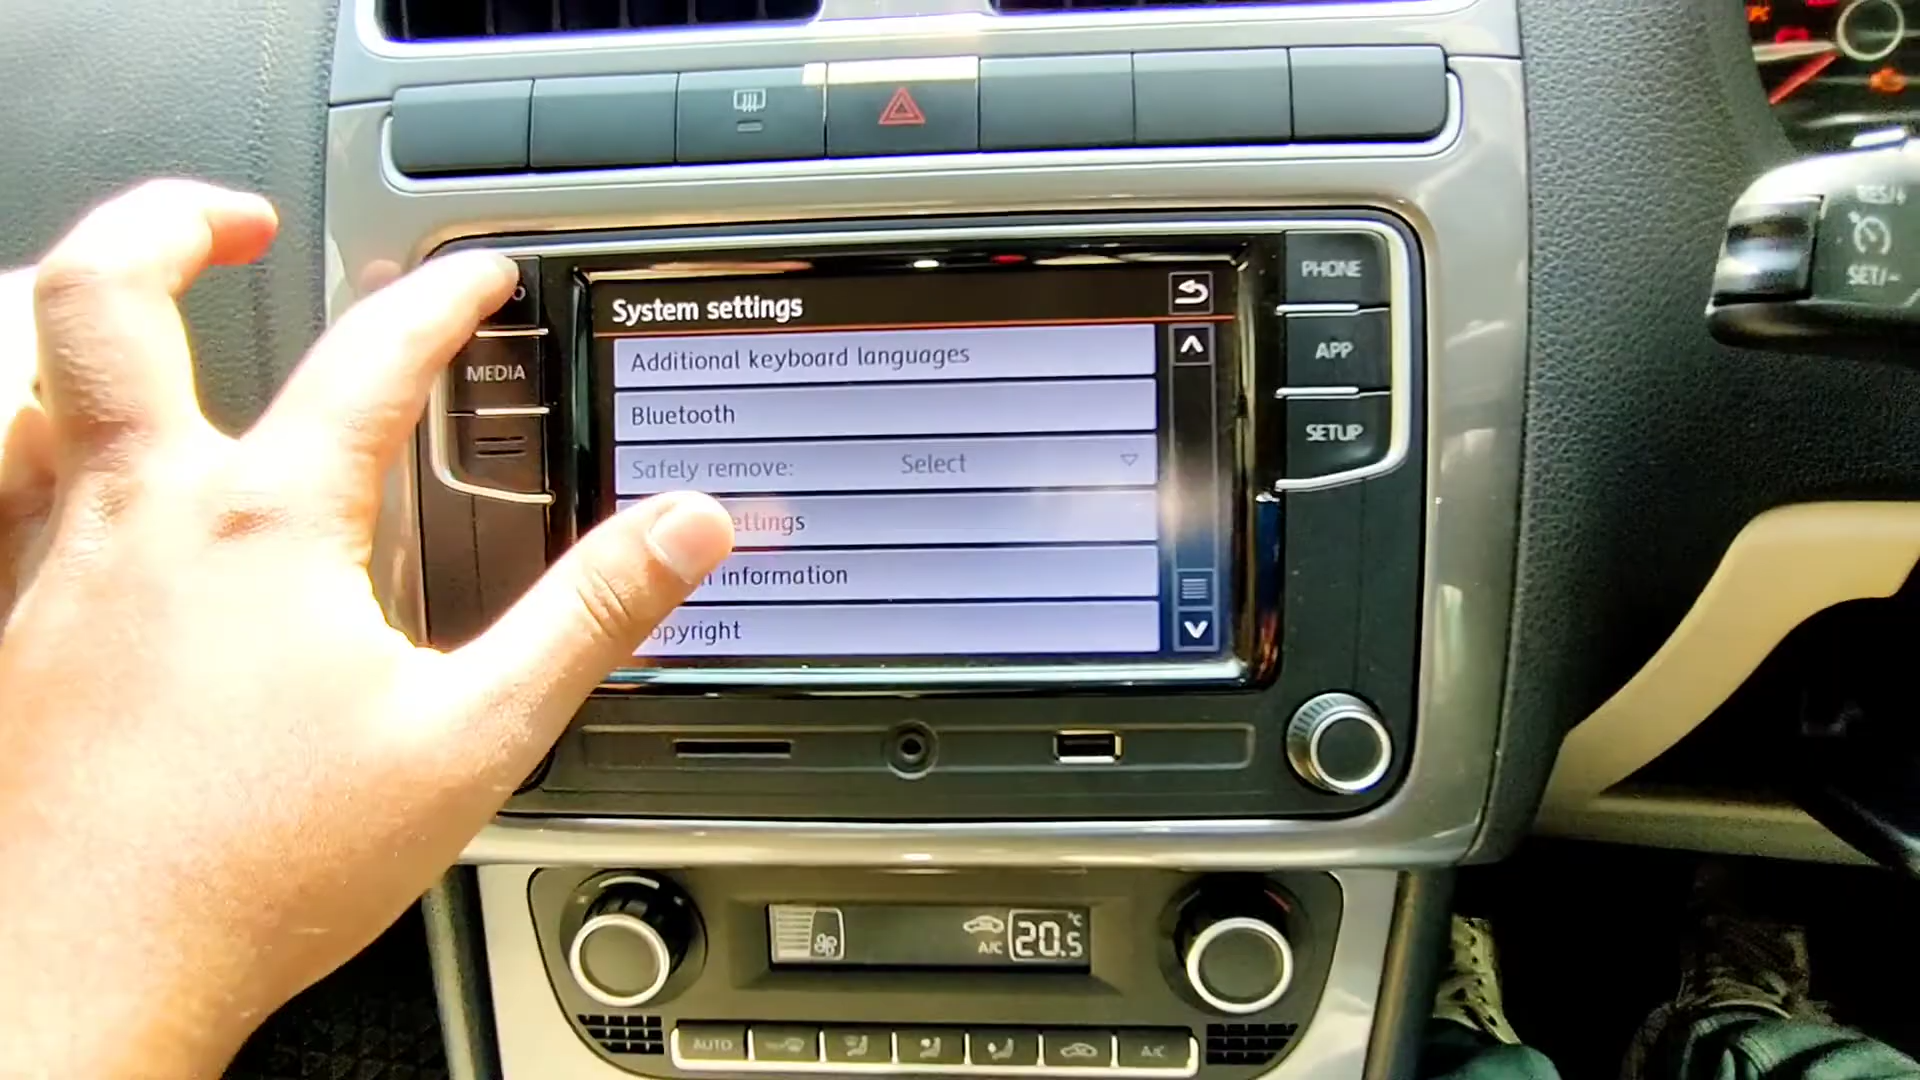 System settings
Additional keyboard languages
Bluetooth
Safely remove: Select
ettings
information
opyright
MEDIA
PHONE
APP
SETUP
RES/+
SET/-
A/C 20.5 °C
AUTO
A/C